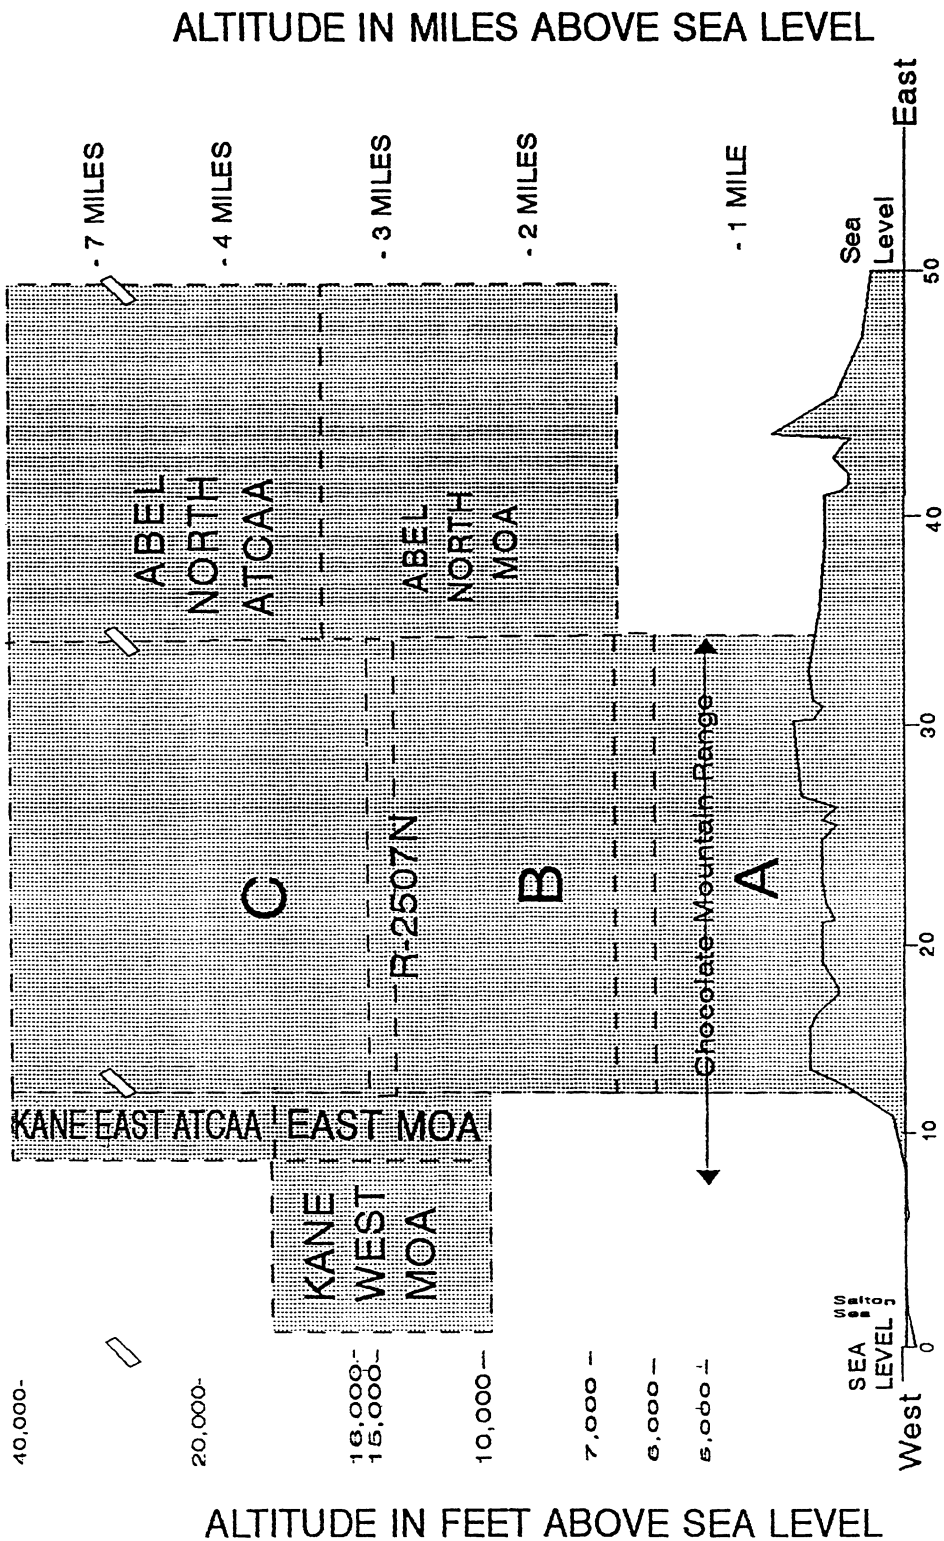 ALTITUDE IN MILES ABOVE SEA LEVEL
- 7 MILES
- 4 MILES
- 3 MILES
- 2 MILES
- 1 MILE
ABEL
NORTH
ATCAA
ABEL
NORTH
MOA
C
R-2507N
B
Chocolate Mountain Range
A
KANE EAST ATCAA
EAST MOA
KANE
WEST
MOA
40,000-
20,000-
16,000-
15,000-
10,000-
7,000-
6,000-
5,000-
SEA
LEVEL
Salton
Sea
Sea
Level
West
0
10
20
30
40
50
East
ALTITUDE IN FEET ABOVE SEA LEVEL